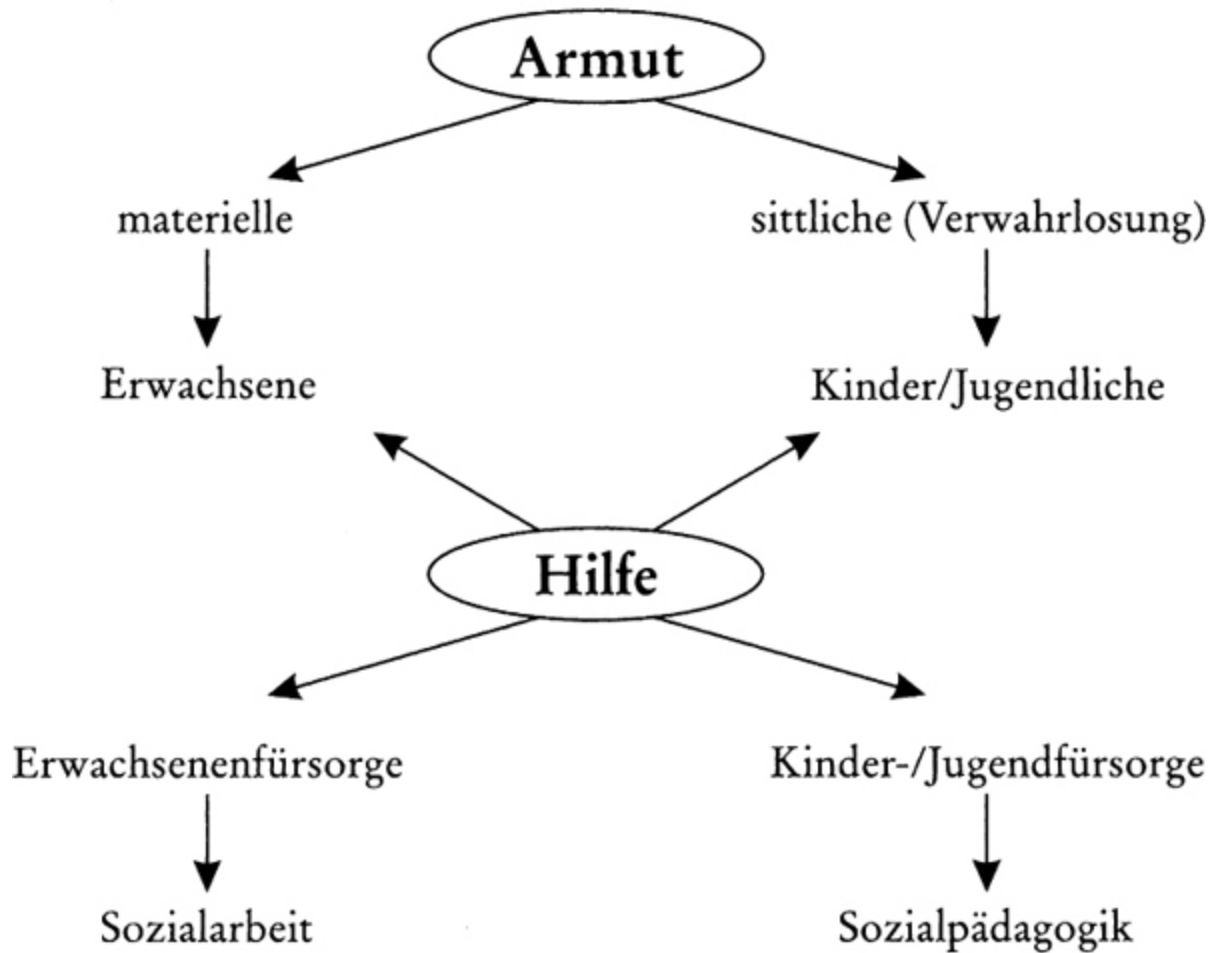 Armut
materielle
sittliche (Verwahrlosung)
Erwachsene
Kinder/Jugendliche
Hilfe
Erwachsenenfürsorge
Kinder-/Jugendfürsorge
Sozialarbeit
Sozialpädagogik